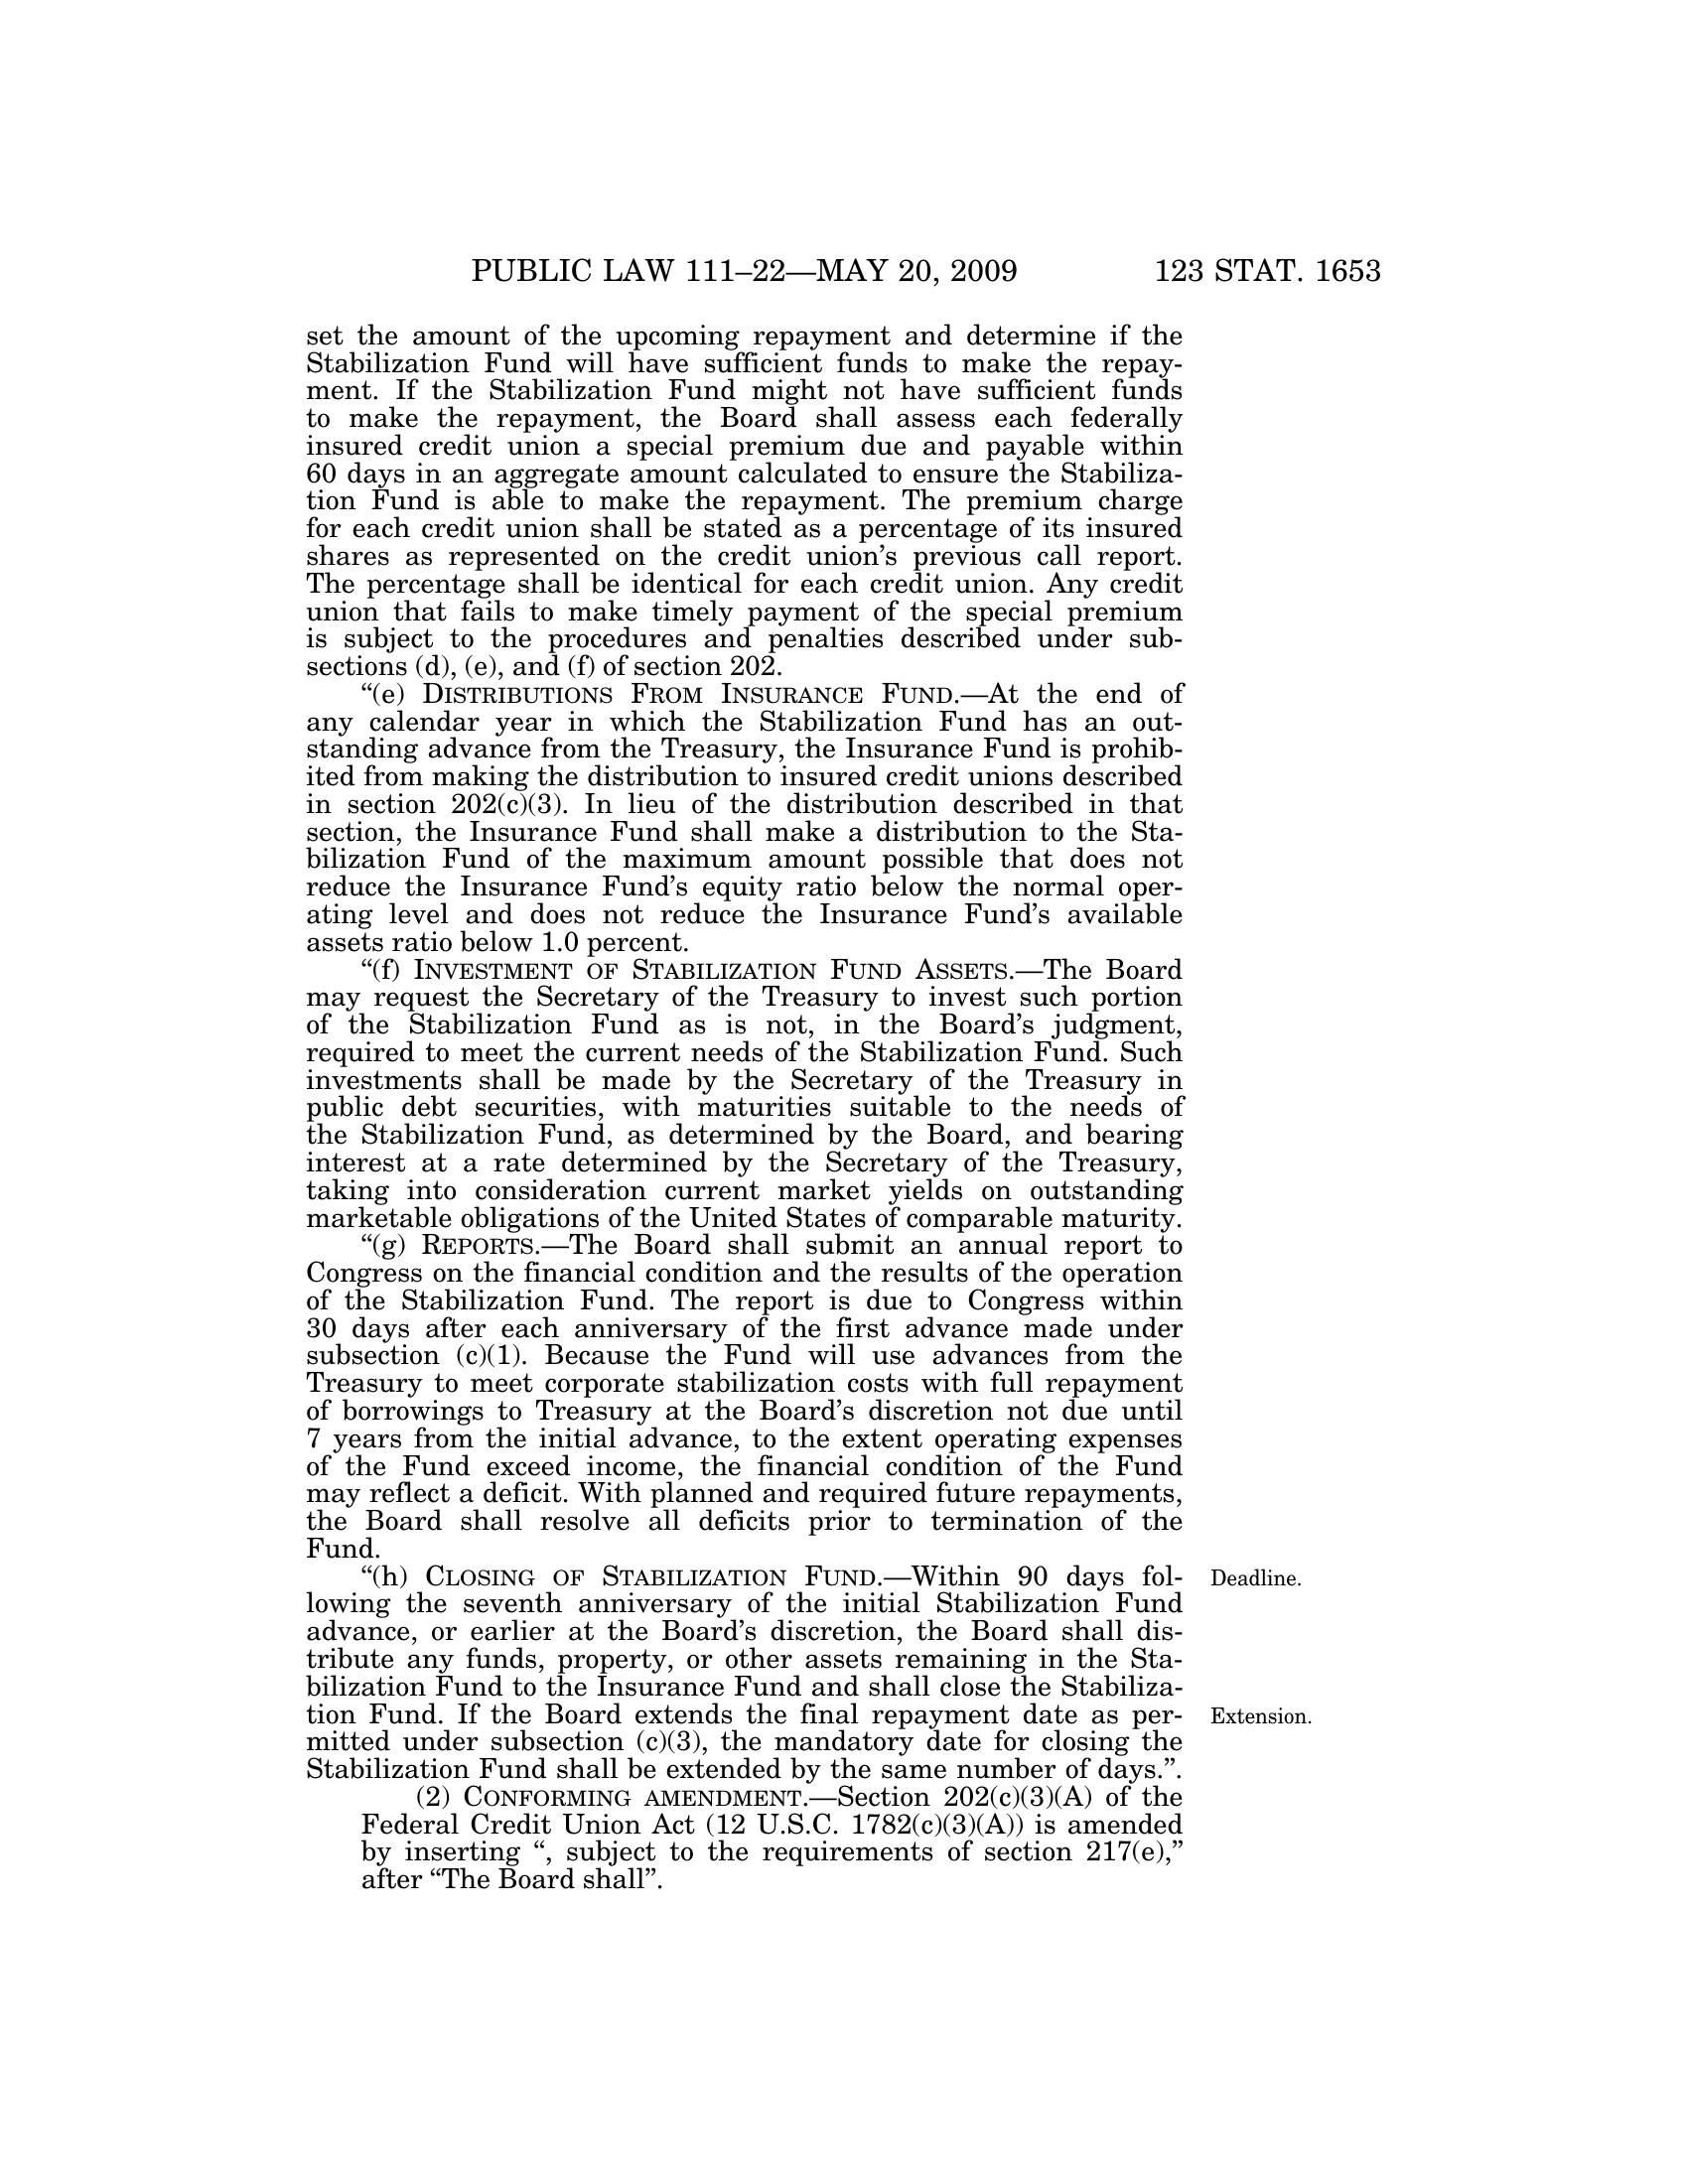 PUBLIC LAW 111–22—MAY 20, 2009 123 STAT. 1653
set the amount of the upcoming repayment and determine if the
Stabilization Fund will have sufficient funds to make the repay-
ment. If the Stabilization Fund might not have sufficient funds
to make the repayment, the Board shall assess each federally
insured credit union a special premium due and payable within
60 days in an aggregate amount calculated to ensure the Stabiliza-
tion Fund is able to make the repayment. The premium charge
for each credit union shall be stated as a percentage of its insured
shares as represented on the credit union’s previous call report.
The percentage shall be identical for each credit union. Any credit
union that fails to make timely payment of the special premium
is subject to the procedures and penalties described under sub-
sections (d), (e), and (f) of section 202.
“(e) DISTRIBUTIONS FROM INSURANCE FUND.—At the end of
any calendar year in which the Stabilization Fund has an out-
standing advance from the Treasury, the Insurance Fund is prohib-
ited from making the distribution to insured credit unions described
in section 202(c)(3). In lieu of the distribution described in that
section, the Insurance Fund shall make a distribution to the Sta-
bilization Fund of the maximum amount possible that does not
reduce the Insurance Fund’s equity ratio below the normal oper-
ating level and does not reduce the Insurance Fund’s available
assets ratio below 1.0 percent.
“(f) INVESTMENT OF STABILIZATION FUND ASSETS.—The Board
may request the Secretary of the Treasury to invest such portion
of the Stabilization Fund as is not, in the Board’s judgment,
required to meet the current needs of the Stabilization Fund. Such
investments shall be made by the Secretary of the Treasury in
public debt securities, with maturities suitable to the needs of
the Stabilization Fund, as determined by the Board, and bearing
interest at a rate determined by the Secretary of the Treasury,
taking into consideration current market yields on outstanding
marketable obligations of the United States of comparable maturity.
“(g) REPORTS.—The Board shall submit an annual report to
Congress on the financial condition and the results of the operation
of the Stabilization Fund. The report is due to Congress within
30 days after each anniversary of the first advance made under
subsection (c)(1). Because the Fund will use advances from the
Treasury to meet corporate stabilization costs with full repayment
of borrowings to Treasury at the Board’s discretion not due until
7 years from the initial advance, to the extent operating expenses
of the Fund exceed income, the financial condition of the Fund
may reflect a deficit. With planned and required future repayments,
the Board shall resolve all deficits prior to termination of the
Fund.
“(h) CLOSING OF STABILIZATION FUND.—Within 90 days fol- Deadline.
lowing the seventh anniversary of the initial Stabilization Fund
advance, or earlier at the Board’s discretion, the Board shall dis-
tribute any funds, property, or other assets remaining in the Sta-
bilization Fund to the Insurance Fund and shall close the Stabiliza-
tion Fund. If the Board extends the final repayment date as per- Extension.
mitted under subsection (c)(3), the mandatory date for closing the
Stabilization Fund shall be extended by the same number of days.”.
(2) CONFORMING AMENDMENT.—Section 202(c)(3)(A) of the
Federal Credit Union Act (12 U.S.C. 1782(c)(3)(A)) is amended
by inserting “, subject to the requirements of section 217(e),”
after “The Board shall”.